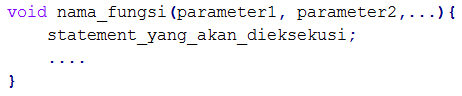 void nama_fungsi(parameter1, parameter2,...){
    statement_yang_akan_dieksekusi;
    ....
}